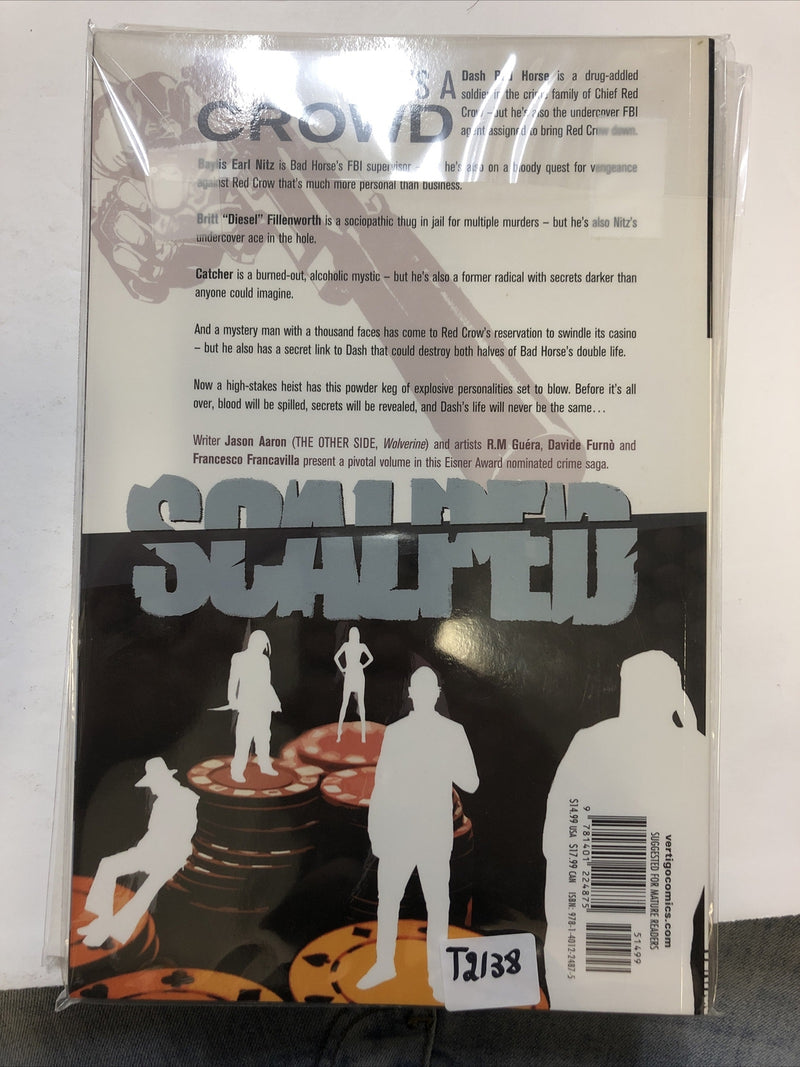 'S A
CROWD
Dash Bad Horse is a drug-addled
soldier in the crime family of Chief Red
Crow – but he's also the undercover FBI
agent assigned to bring Red Crow down.
Baylis Earl Nitz is Bad Horse's FBI supervisor – he's also on a bloody quest for vengeance
against Red Crow that's much more personal than business.
Britt “Diesel” Fillenworth is a sociopathic thug in jail for multiple murders – but he's also Nitz's
undercover ace in the hole.
Catcher is a burned-out, alcoholic mystic – but he's also a former radical with secrets darker than
anyone could imagine.
And a mystery man with a thousand faces has come to Red Crow's reservation to swindle its casino
– but he also has a secret link to Dash that could destroy both halves of Bad Horse's double life.
Now a high-stakes heist has this powder keg of explosive personalities set to blow. Before it's all
over, blood will be spilled, secrets will be revealed, and Dash's life will never be the same...
Writer Jason Aaron (THE OTHER SIDE, Wolverine) and artists R.M Guéra, Davide Furnò and
Francesco Francavilla present a pivotal volume in this Eisner Award nominated crime saga.
SCALPED
vertigocomics.com
SUGGESTED FOR MATURE READERS
51499
9 781401 224875
$14.99 USA $17.99 CAN ISBN: 978-1-4012-2487-5
T2138